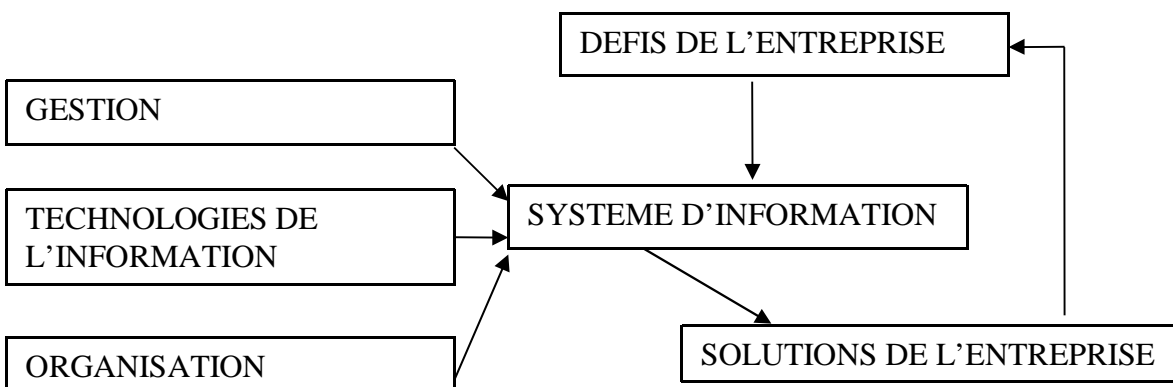 DEFIS DE L’ENTREPRISE
GESTION
TECHNOLOGIES DE
L’INFORMATION
SYSTEME D’INFORMATION
ORGANISATION
SOLUTIONS DE L’ENTREPRISE